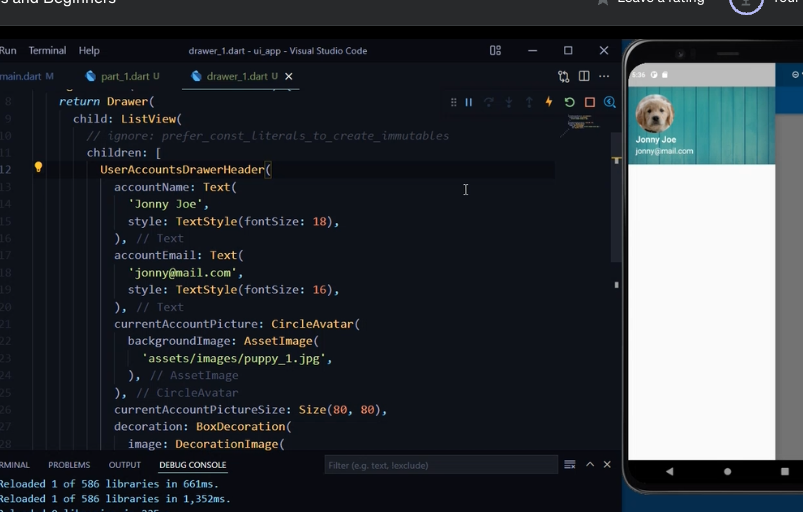 s and Beginners
Leave a rating
Your
Run Terminal Help drawer_1.dart - ui_app - Visual Studio Code
main.dart M part_1.dart U drawer_1.dart U
8 return Drawer(
9 child: ListView(
10 // ignore: prefer_const_literals_to_create_immutables
11 children: [
12 UserAccountsDrawerHeader(
13 accountName: Text(
14 'Jonny Joe',
15 style: TextStyle(fontSize: 18),
16 ), // Text
17 accountEmail: Text(
18 'jonny@mail.com',
19 style: TextStyle(fontSize: 16),
20 ), // Text
21 currentAccountPicture: CircleAvatar(
22 backgroundImage: AssetImage(
23 'assets/images/puppy_1.jpg',
24 ), // AssetImage
25 ), // CircleAvatar
26 currentAccountPictureSize: Size(80, 80),
27 decoration: BoxDecoration(
28 image: DecorationImage(
RMINAL PROBLEMS OUTPUT DEBUG CONSOLE Filter (e.g. text, !exclude)
Reloaded 1 of 586 libraries in 661ms.
Reloaded 1 of 586 libraries in 1,352ms.
5:36
Jonny Joe
jonny@mail.com